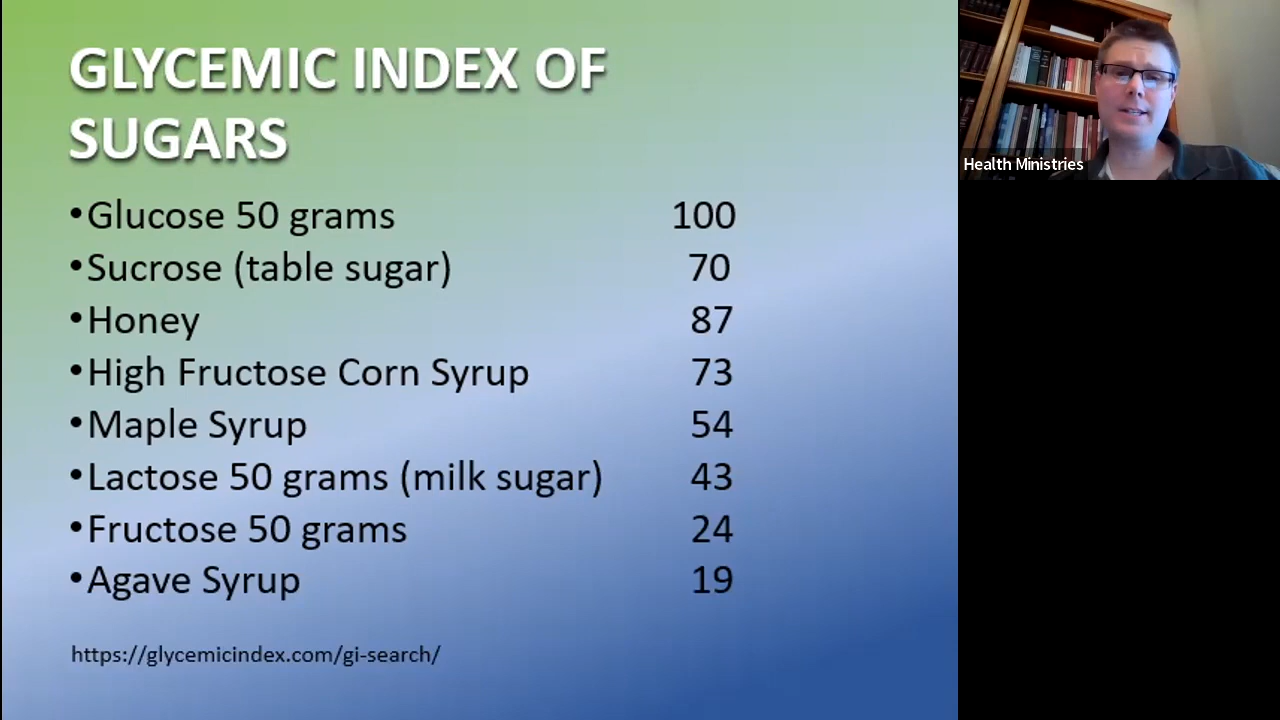 GLYCEMIC INDEX OF
SUGARS
•Glucose 50 grams 100
•Sucrose (table sugar) 70
•Honey 87
•High Fructose Corn Syrup 73
•Maple Syrup 54
•Lactose 50 grams (milk sugar) 43
•Fructose 50 grams 24
•Agave Syrup 19
https://glycemicindex.com/gi-search/
Health Ministries